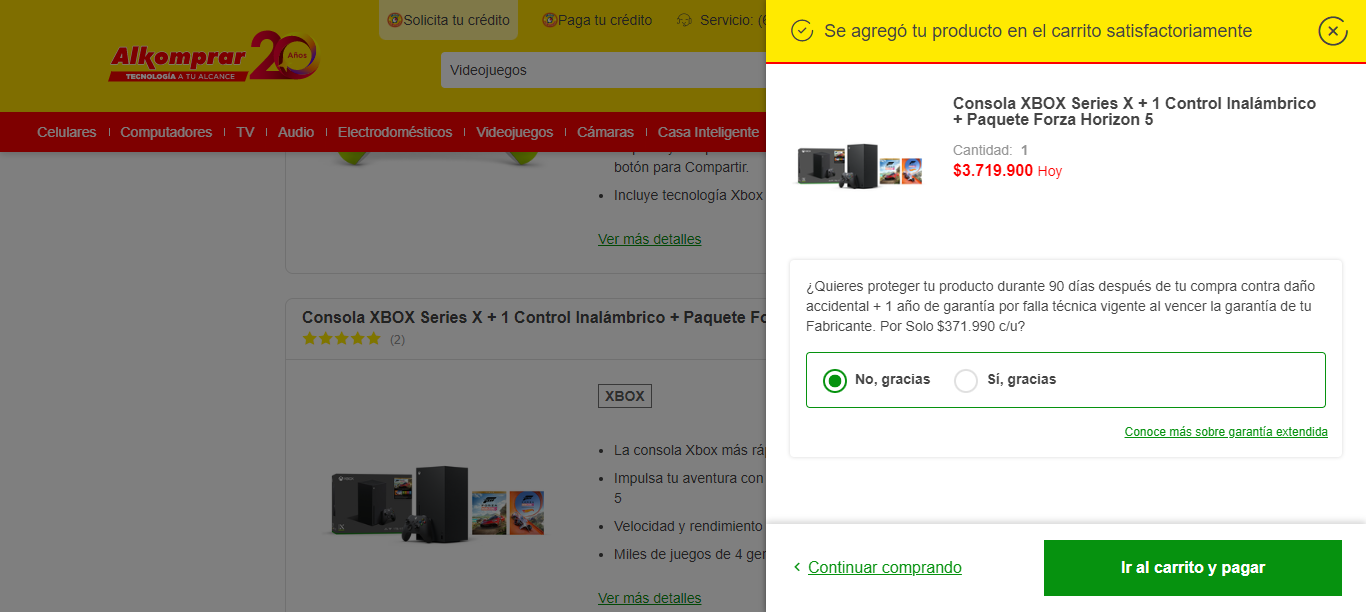 Solicita tu crédito
Paga tu crédito
Servicio: (6
Alkomprar
20 Años
TECNOLOGÍA A TU ALCANCE
Videojuegos
Celulares
Computadores
TV
Audio
Electrodomésticos
Videojuegos
Cámaras
Casa Inteligente
botón para Compartir.
• Incluye tecnología Xbox
Ver más detalles
Consola XBOX Series X + 1 Control Inalámbrico + Paquete Fo
(2)
XBOX
• La consola Xbox más rá
• Impulsa tu aventura con
5
• Velocidad y rendimiento
• Miles de juegos de 4 ger
Ver más detalles
Se agregó tu producto en el carrito satisfactoriamente
Consola XBOX Series X + 1 Control Inalámbrico
+ Paquete Forza Horizon 5
Cantidad: 1
$3.719.900 Hoy
¿Quieres proteger tu producto durante 90 días después de tu compra contra daño
accidental + 1 año de garantía por falla técnica vigente al vencer la garantía de tu
Fabricante. Por Solo $371.990 c/u?
No, gracias
Sí, gracias
Conoce más sobre garantía extendida
Continuar comprando
Ir al carrito y pagar